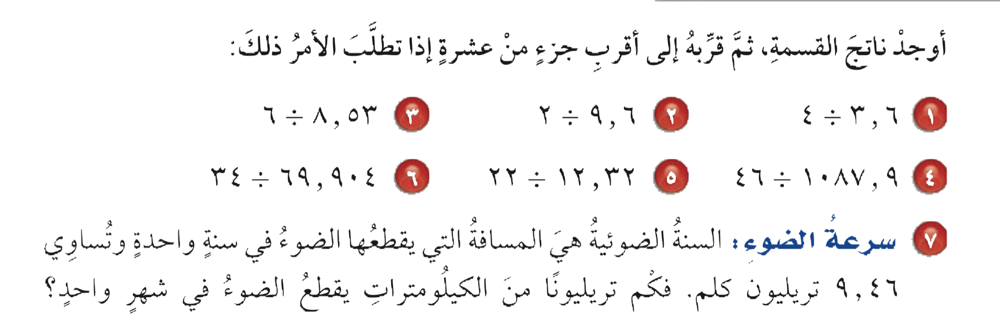 أوجدْ ناتجَ القسمةِ، ثمَّ قرِّبهُ إلى أقربِ جزءٍ منْ عشرةٍ إذا تطلَّبَ الأمرُ ذلكَ:
١ ٣,٦ ÷ ٤ ٢ ٩,٦ ÷ ٢ ٣ ٨,٥٣ ÷ ٦
٤ ١٠٨٧,٩ ÷ ٤٦ ٥ ١٢,٣٢ ÷ ٢٢ ٦ ٦٩,٩٠٤ ÷ ٣٤
٧ سرعةُ الضوءِ: السنةُ الضوئيةُ هيَ المسافةُ التي يقطعُها الضوءُ في سنةٍ واحدةٍ وتُساوِي
٩,٤٦ تريليون كلم. فكْم تريليونًا منَ الكيلُومتراتِ يقطعُ الضوءُ في شهرٍ واحدٍ؟